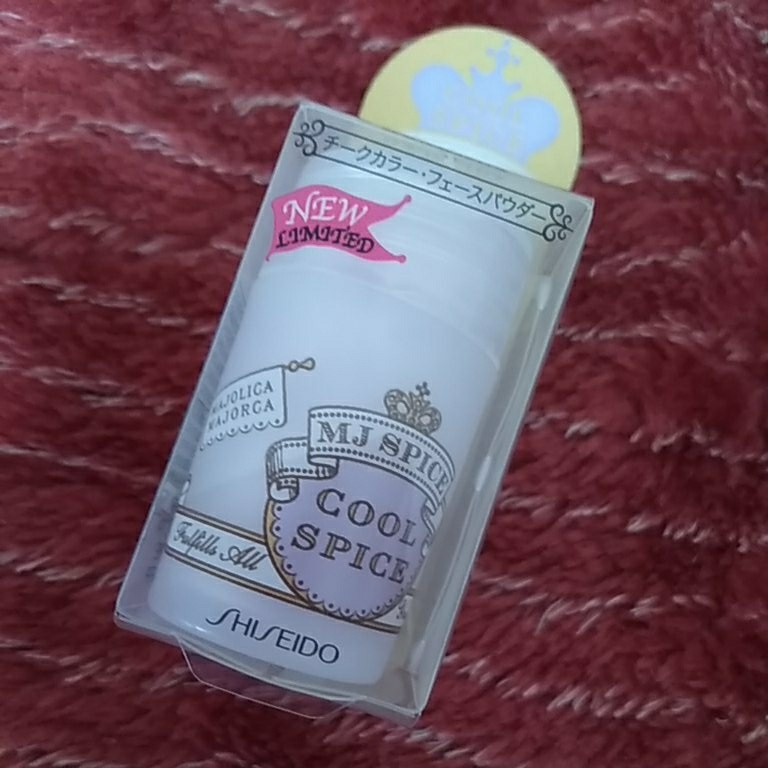 チークカラー・フェースパウダー
NEW
LIMITED
MAJOLICA
MAJORCA
MJ SPICE
COOL
SPICE
Fulfills All
SHISEIDO